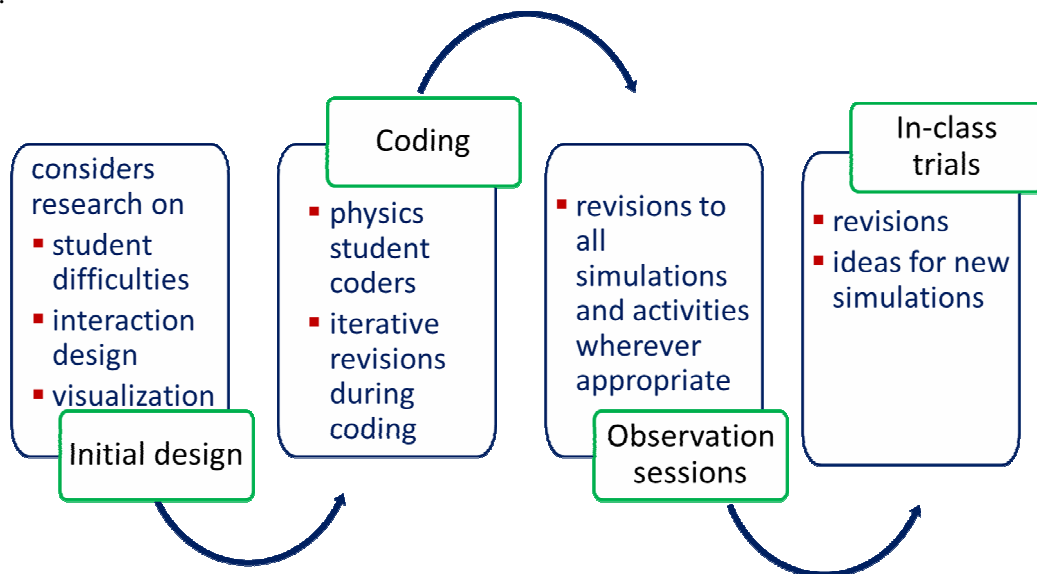 considers
research on
▪ student
difficulties
▪ interaction
design
▪ visualization
Initial design
Coding
▪ physics
student
coders
▪ iterative
revisions
during
coding
▪ revisions to
all
simulations
and activities
wherever
appropriate
Observation
sessions
In-class
trials
▪ revisions
▪ ideas for new
simulations